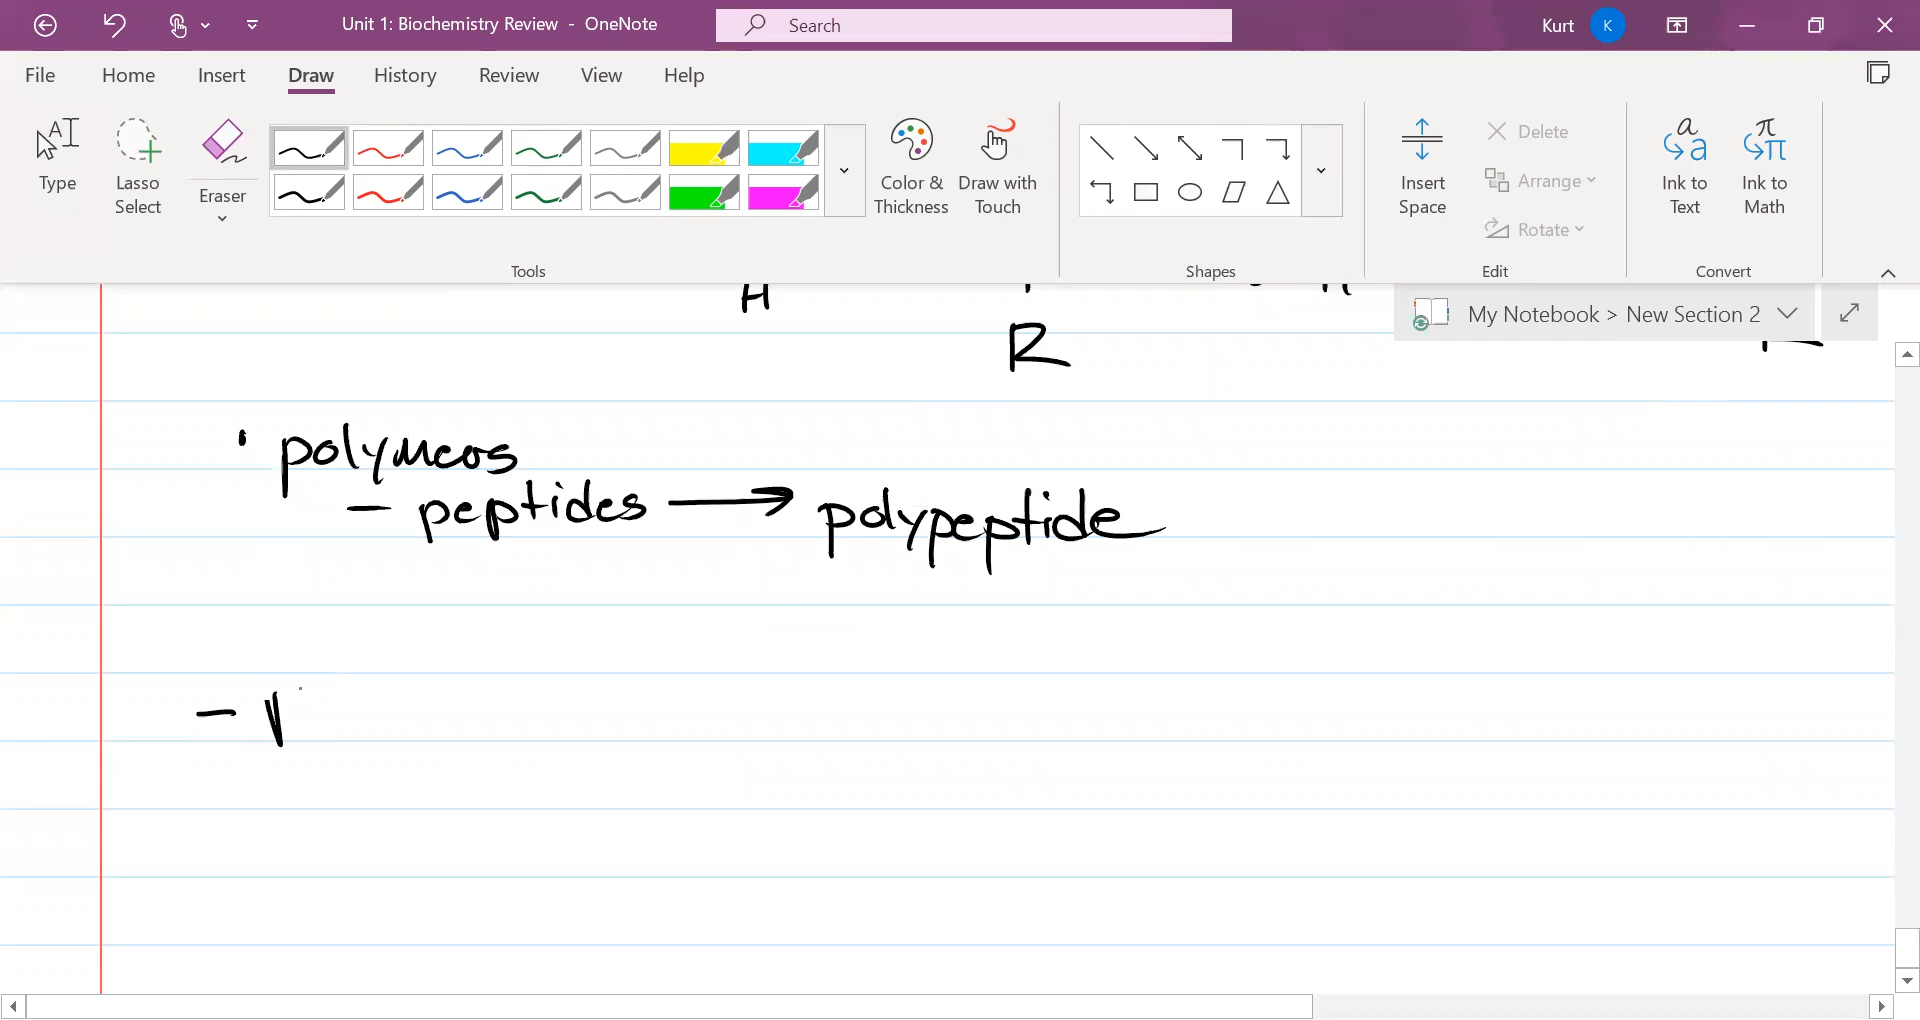 Unit 1: Biochemistry Review - OneNote
Search
Kurt
K
File Home Insert Draw History Review View Help
Type
Lasso Select
Eraser
Color & Thickness
Draw with Touch
Insert Space
Delete
Arrange
Rotate
Ink to Text
Ink to Math
Tools
Shapes
Edit
Convert
My Notebook > New Section 2
H
R
• polymers
- peptides → polypeptide
-